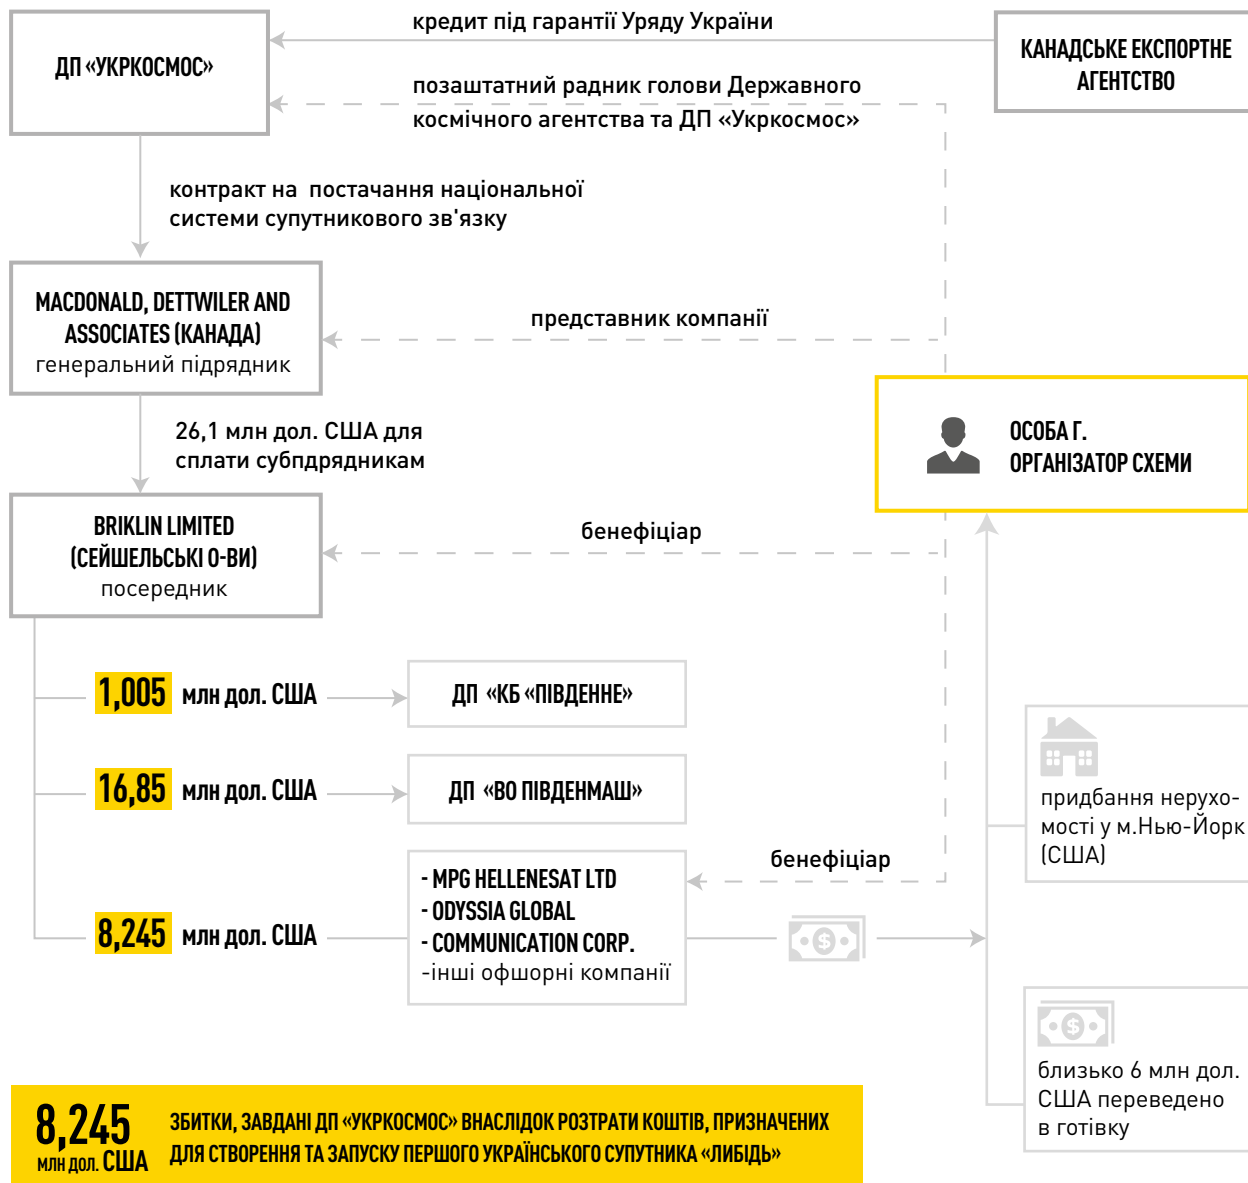 кредит під гарантії Уряду України
ДП «УКРКОСМОС»
КАНАДСЬКЕ ЕКСПОРТНЕ
АГЕНТСТВО
позаштатний радник голови Державного
космічного агентства та ДП «Укркосмос»
контракт на постачання національної
системи супутникового зв'язку
MACDONALD, DETTWILER AND
ASSOCIATES (КАНАДА)
генеральний підрядник
представник компанії
26,1 млн дол. США для
сплати субпдрядникам
ОСОБА Г.
ОРГАНІЗАТОР СХЕМИ
BRIKLIN LIMITED
(СЕЙШЕЛЬСЬКІ О-ВИ)
посередник
бенефіціар
1,005 млн дол. США
ДП «КБ «ПІВДЕННЕ»
16,85 млн дол. США
ДП «ВО ПІВДЕНМАШ»
придбання нерухо-
мості у м.Нью-Йорк
(США)
бенефіціар
8,245 млн дол. США
- MPG HELLENESAT LTD
- ODYSSIA GLOBAL
- COMMUNICATION CORP.
-інші офшорні компанії
близько 6 млн дол.
США переведено
в готівку
8,245
млн дол. США
ЗБИТКИ, ЗАВДАНІ ДП «УКРКОСМОС» ВНАСЛІДОК РОЗТРАТИ КОШТІВ, ПРИЗНАЧЕНИХ
ДЛЯ СТВОРЕННЯ ТА ЗАПУСКУ ПЕРШОГО УКРАЇНСЬКОГО СУПУТНИКА «ЛИБІДЬ»